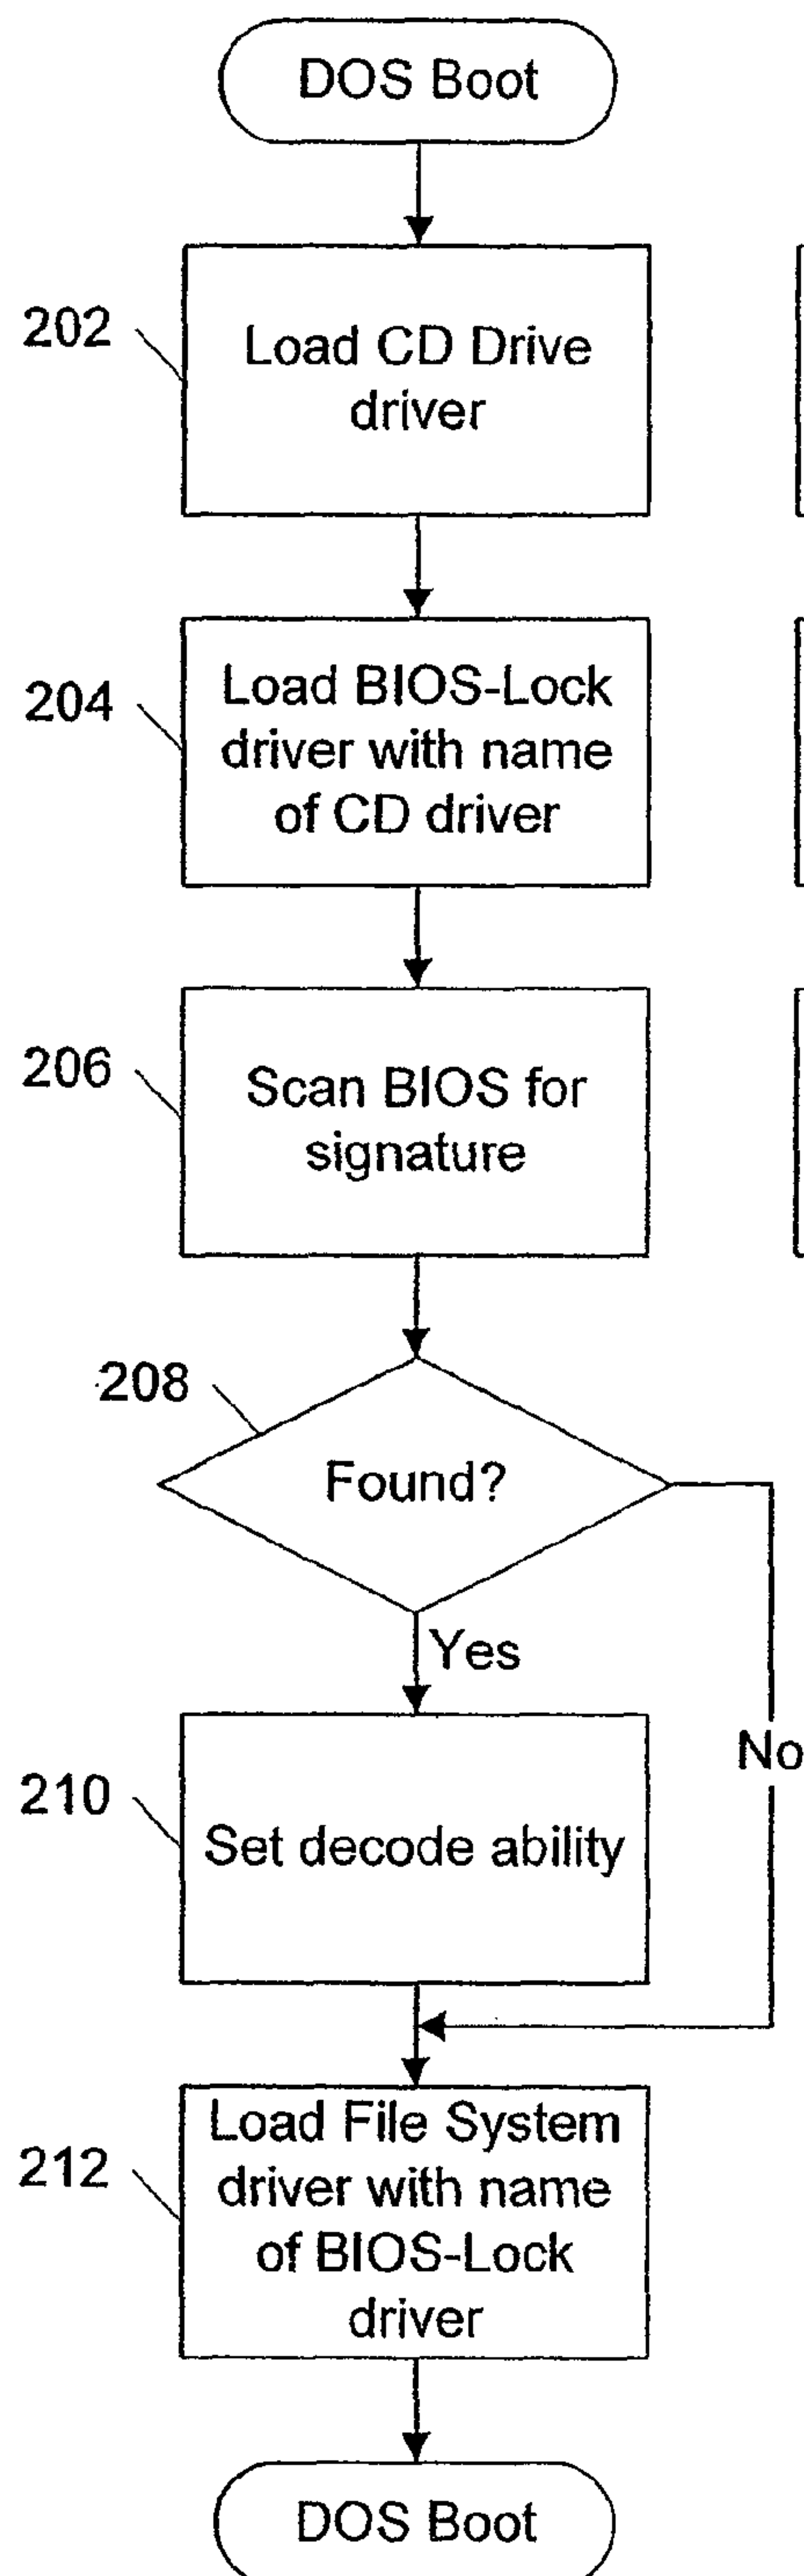 DOS Boot
202
Load CD Drive
driver
204
Load BIOS-Lock
driver with name
of CD driver
206
Scan BIOS for
signature
208
Found?
Yes
No
210
Set decode ability
212
Load File System
driver with name
of BIOS-Lock
driver
DOS Boot